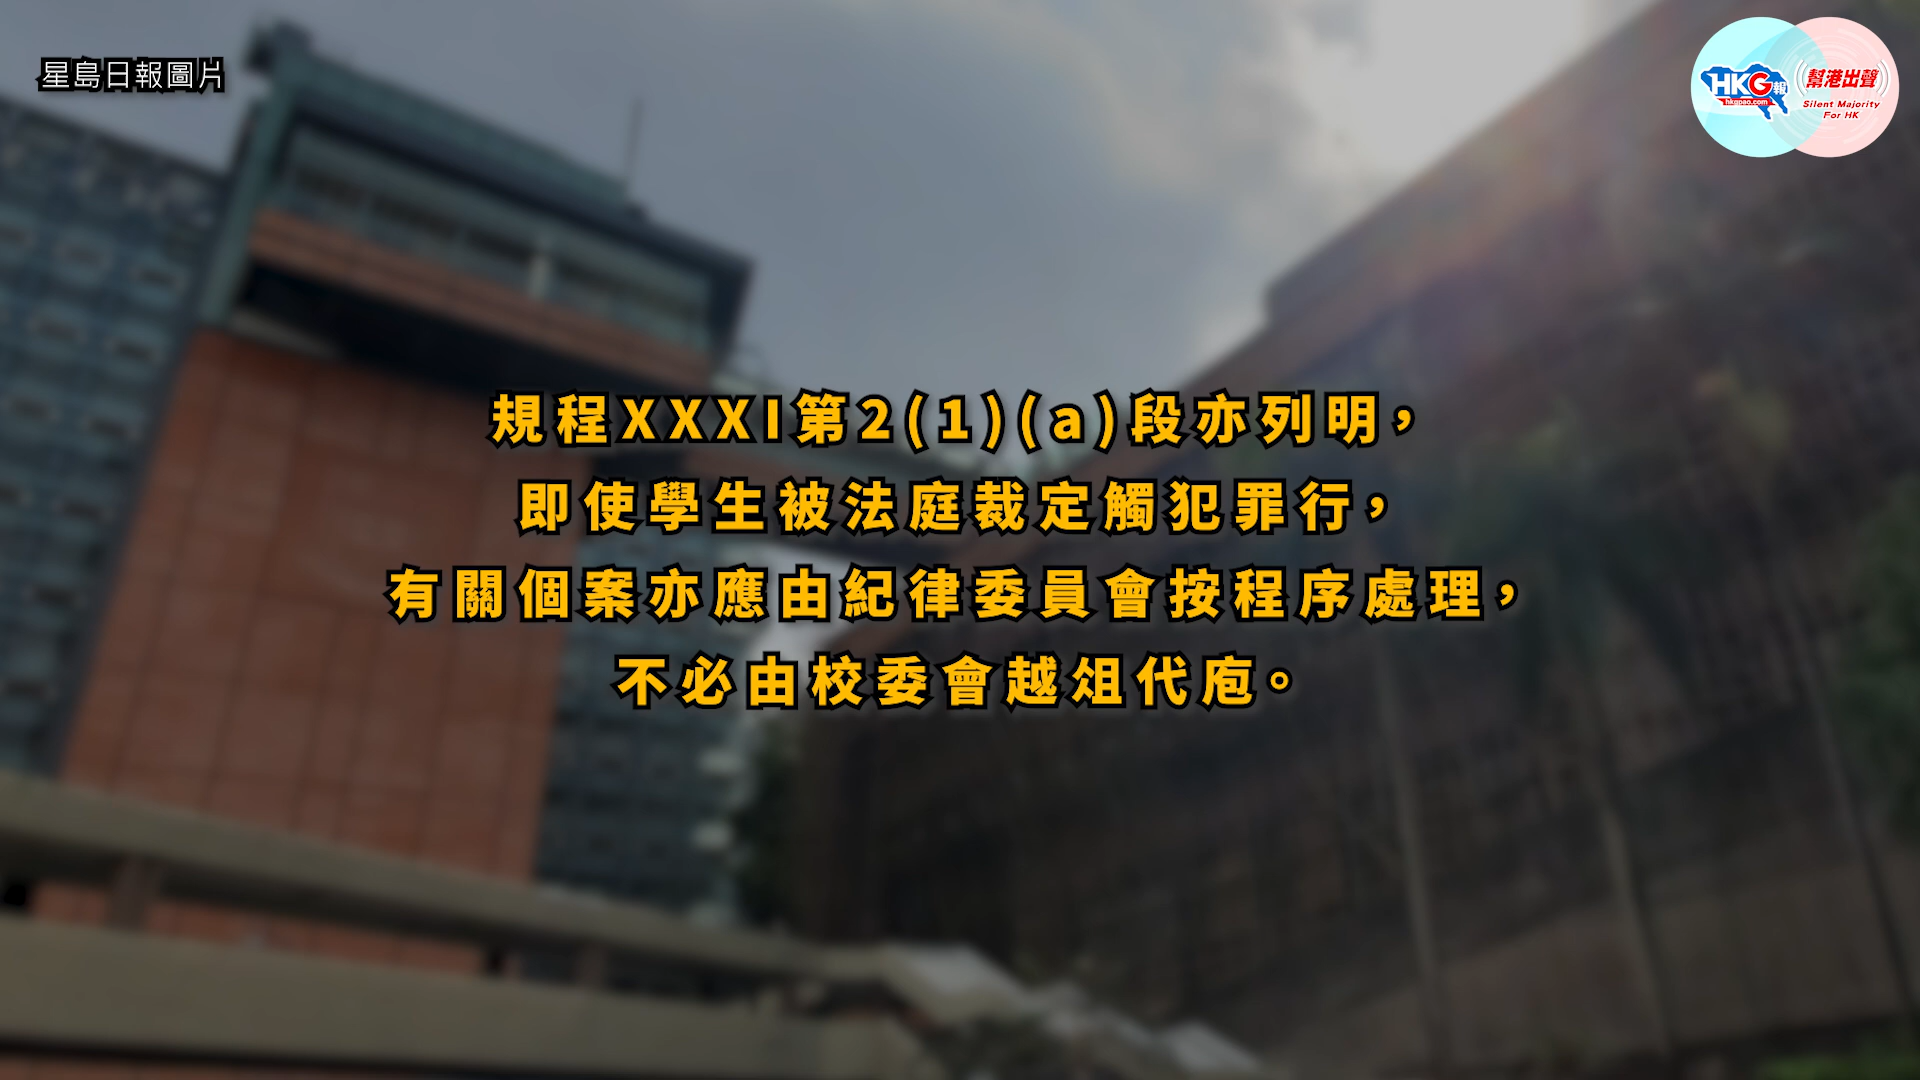 星島日報圖片
HKG報
hkgpao.com
幫港出聲
Silent Majority
For HK
規程XXXI第2(1)(a)段亦列明，
即使學生被法庭裁定觸犯罪行，
有關個案亦應由紀律委員會按程序處理，
不必由校委會越俎代庖。